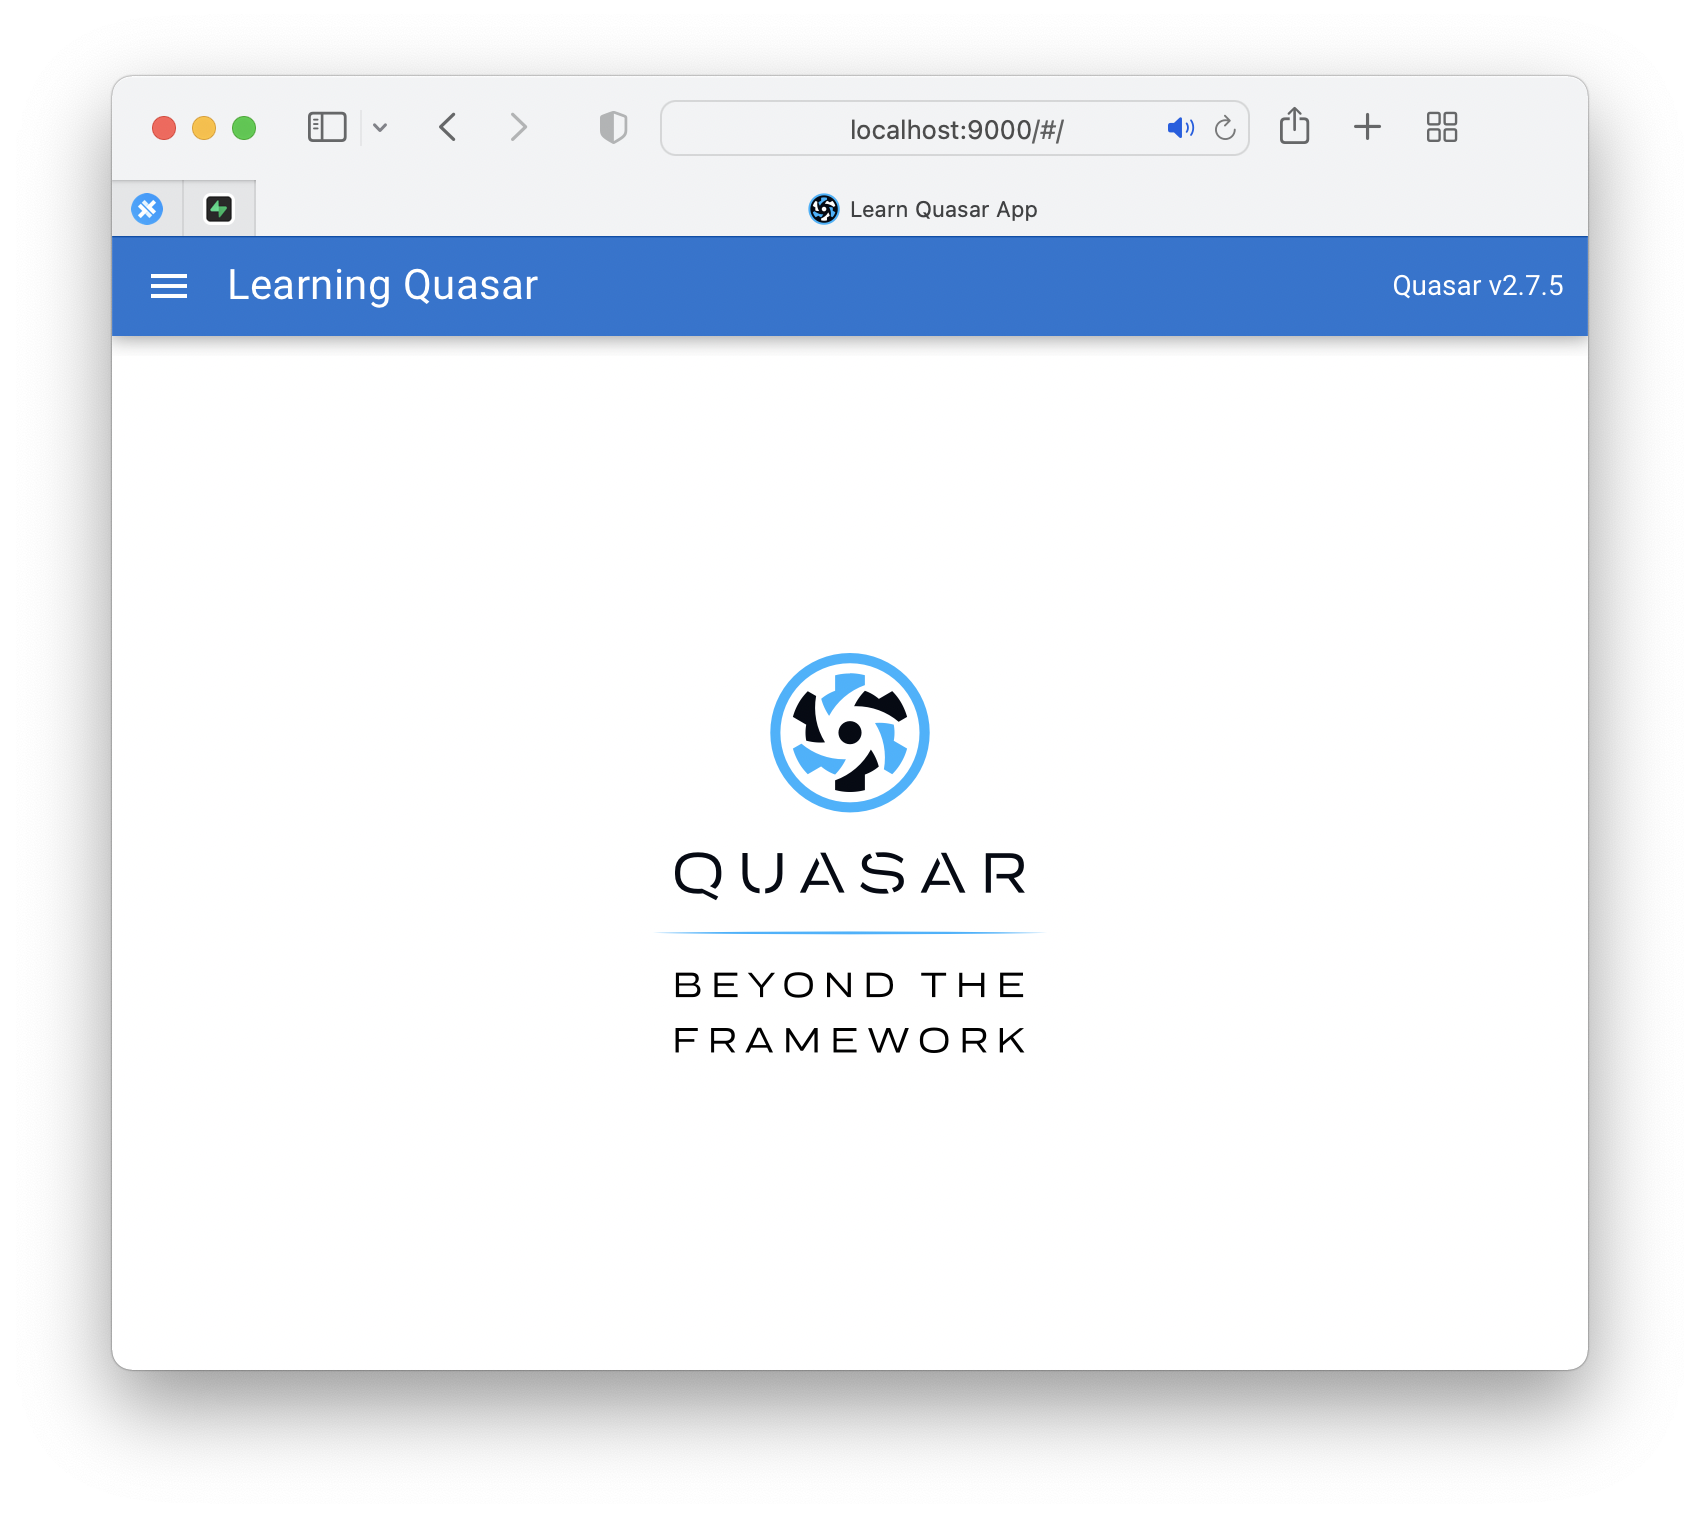 localhost:9000/#/
Learn Quasar App
Learning Quasar
Quasar v2.7.5
QUASAR
BEYOND THE
FRAMEWORK